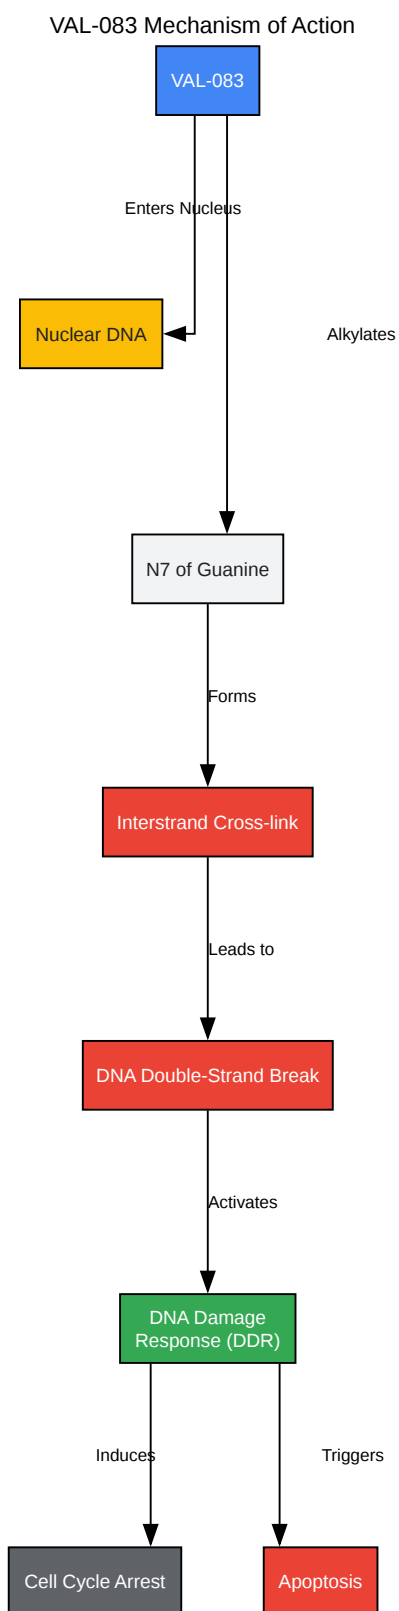 VAL-083 Mechanism of Action
VAL-083
Enters Nucleus
Nuclear DNA
Alkylates
N7 of Guanine
Forms
Interstrand Cross-link
Leads to
DNA Double-Strand Break
Activates
DNA Damage
Response (DDR)
Induces
Triggers
Cell Cycle Arrest
Apoptosis